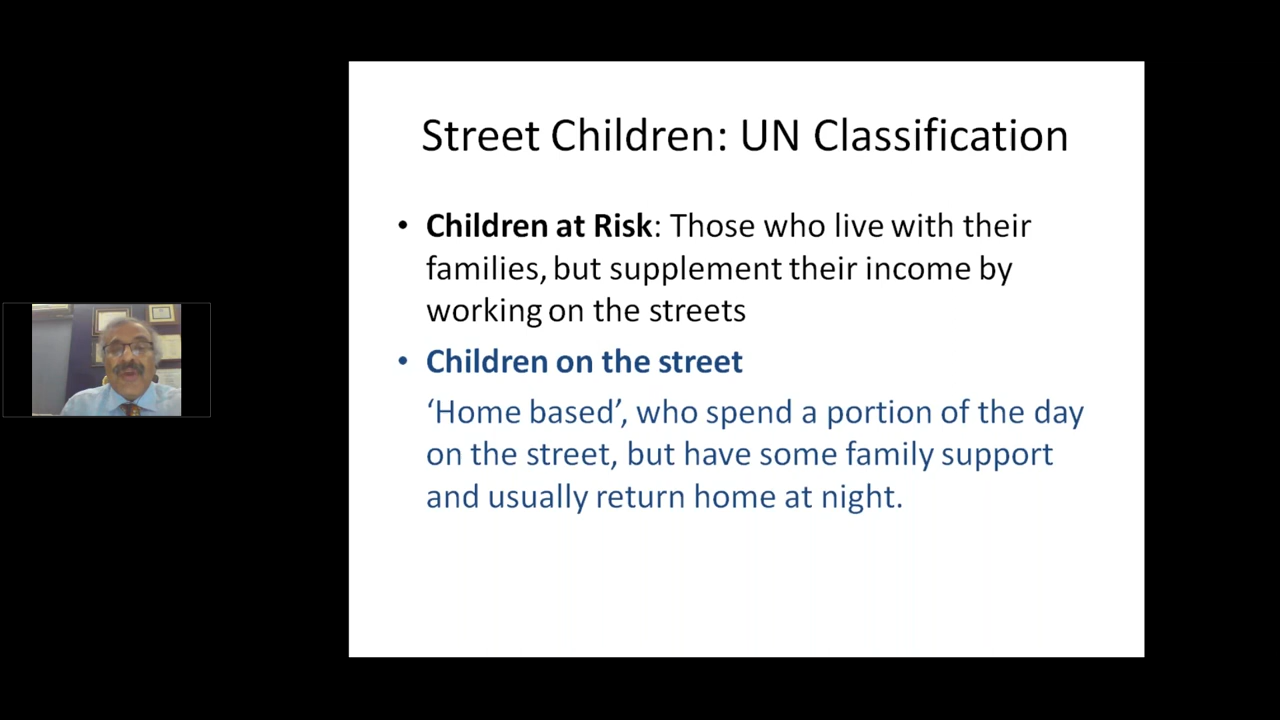 Street Children: UN Classification
• Children at Risk: Those who live with their
families, but supplement their income by
working on the streets
• Children on the street
‘Home based’, who spend a portion of the day
on the street, but have some family support
and usually return home at night.